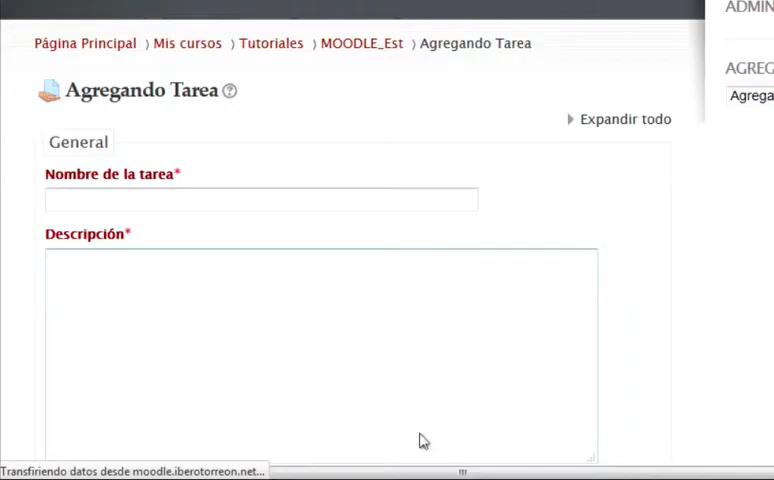 ADMIN
Página Principal ⟩ Mis cursos ⟩ Tutoriales ⟩ MOODLE_Est ⟩ Agregando Tarea
AGREG
Agrega
Agregando Tarea ?
Expandir todo
General
Nombre de la tarea*
Descripción*
Transfiriendo datos desde moodle.iberotorreon.net...